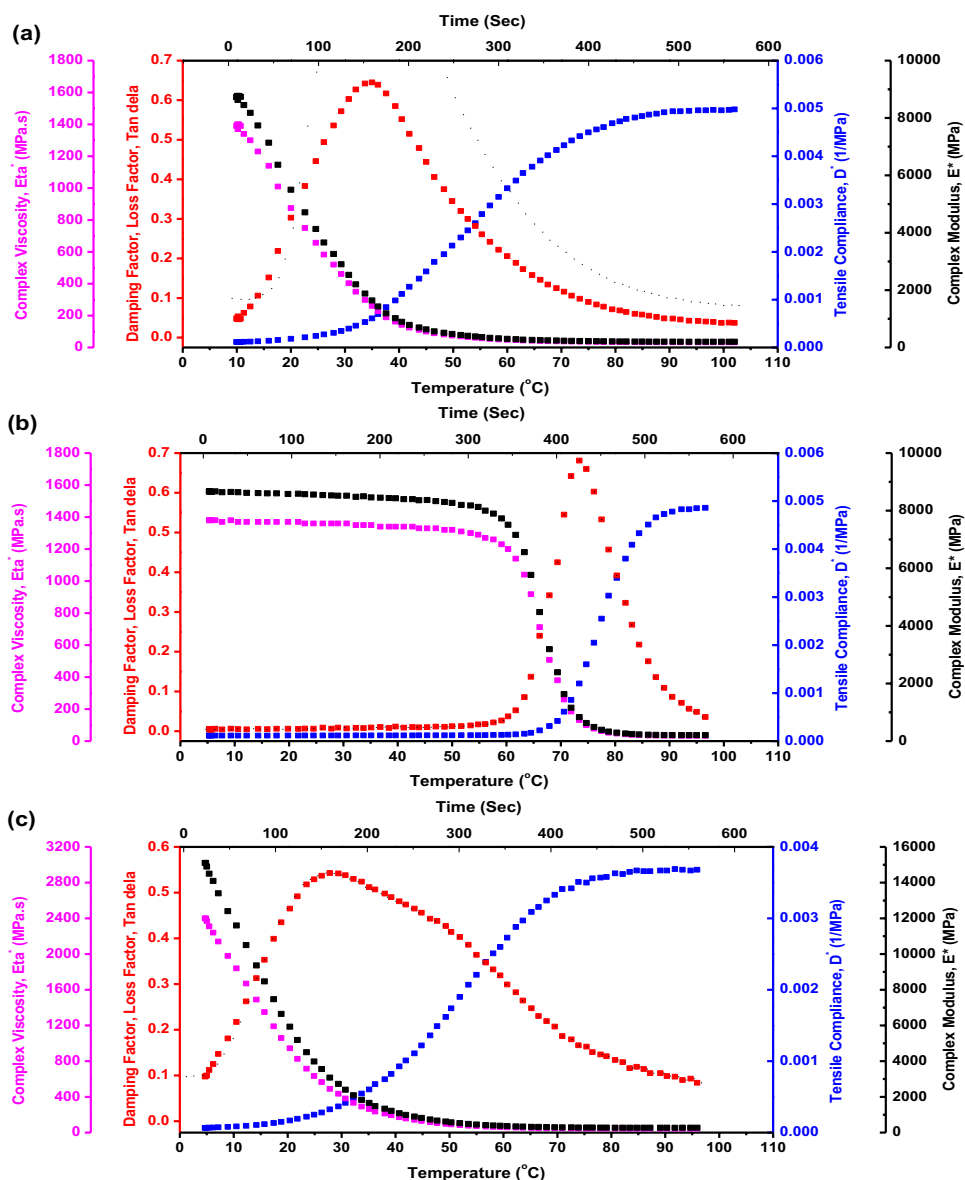 (a)
Time (Sec)
0 100 200 300 400 500 600
1800 1600 1400 1200 1000 800 600 400 200 0
Complex Viscosity, Eta* (MPa.s)
0.7 0.6 0.5 0.4 0.3 0.2 0.1 0.0
Damping Factor, Loss Factor, Tan dela
0.006 0.005 0.004 0.003 0.002 0.001 0.000
Tensile Compliance, D* (1/MPa)
10000 8000 6000 4000 2000 0
Complex Modulus, E* (MPa)
0 10 20 30 40 50 60 70 80 90 100 110
Temperature (°C)
(b)
Time (Sec)
0 100 200 300 400 500 600
1800 1600 1400 1200 1000 800 600 400 200 0
Complex Viscosity, Eta* (MPa.s)
0.7 0.6 0.5 0.4 0.3 0.2 0.1 0.0
Damping Factor, Loss Factor, Tan dela
0.006 0.005 0.004 0.003 0.002 0.001 0.000
Tensile Compliance, D* (1/MPa)
10000 8000 6000 4000 2000 0
Complex Modulus, E* (MPa)
0 10 20 30 40 50 60 70 80 90 100 110
Temperature (°C)
(c)
Time (Sec)
0 100 200 300 400 500 600
3200 2800 2400 2000 1600 1200 800 400 0
Complex Viscosity, Eta* (MPa.s)
0.6 0.5 0.4 0.3 0.2 0.1 0.0
Damping Factor, Loss Factor, Tan dela
0.004 0.003 0.002 0.001 0.000
Tensile Compliance, D* (1/MPa)
16000 14000 12000 10000 8000 6000 4000 2000 0
Complex Modulus, E* (MPa)
0 10 20 30 40 50 60 70 80 90 100 110
Temperature (°C)